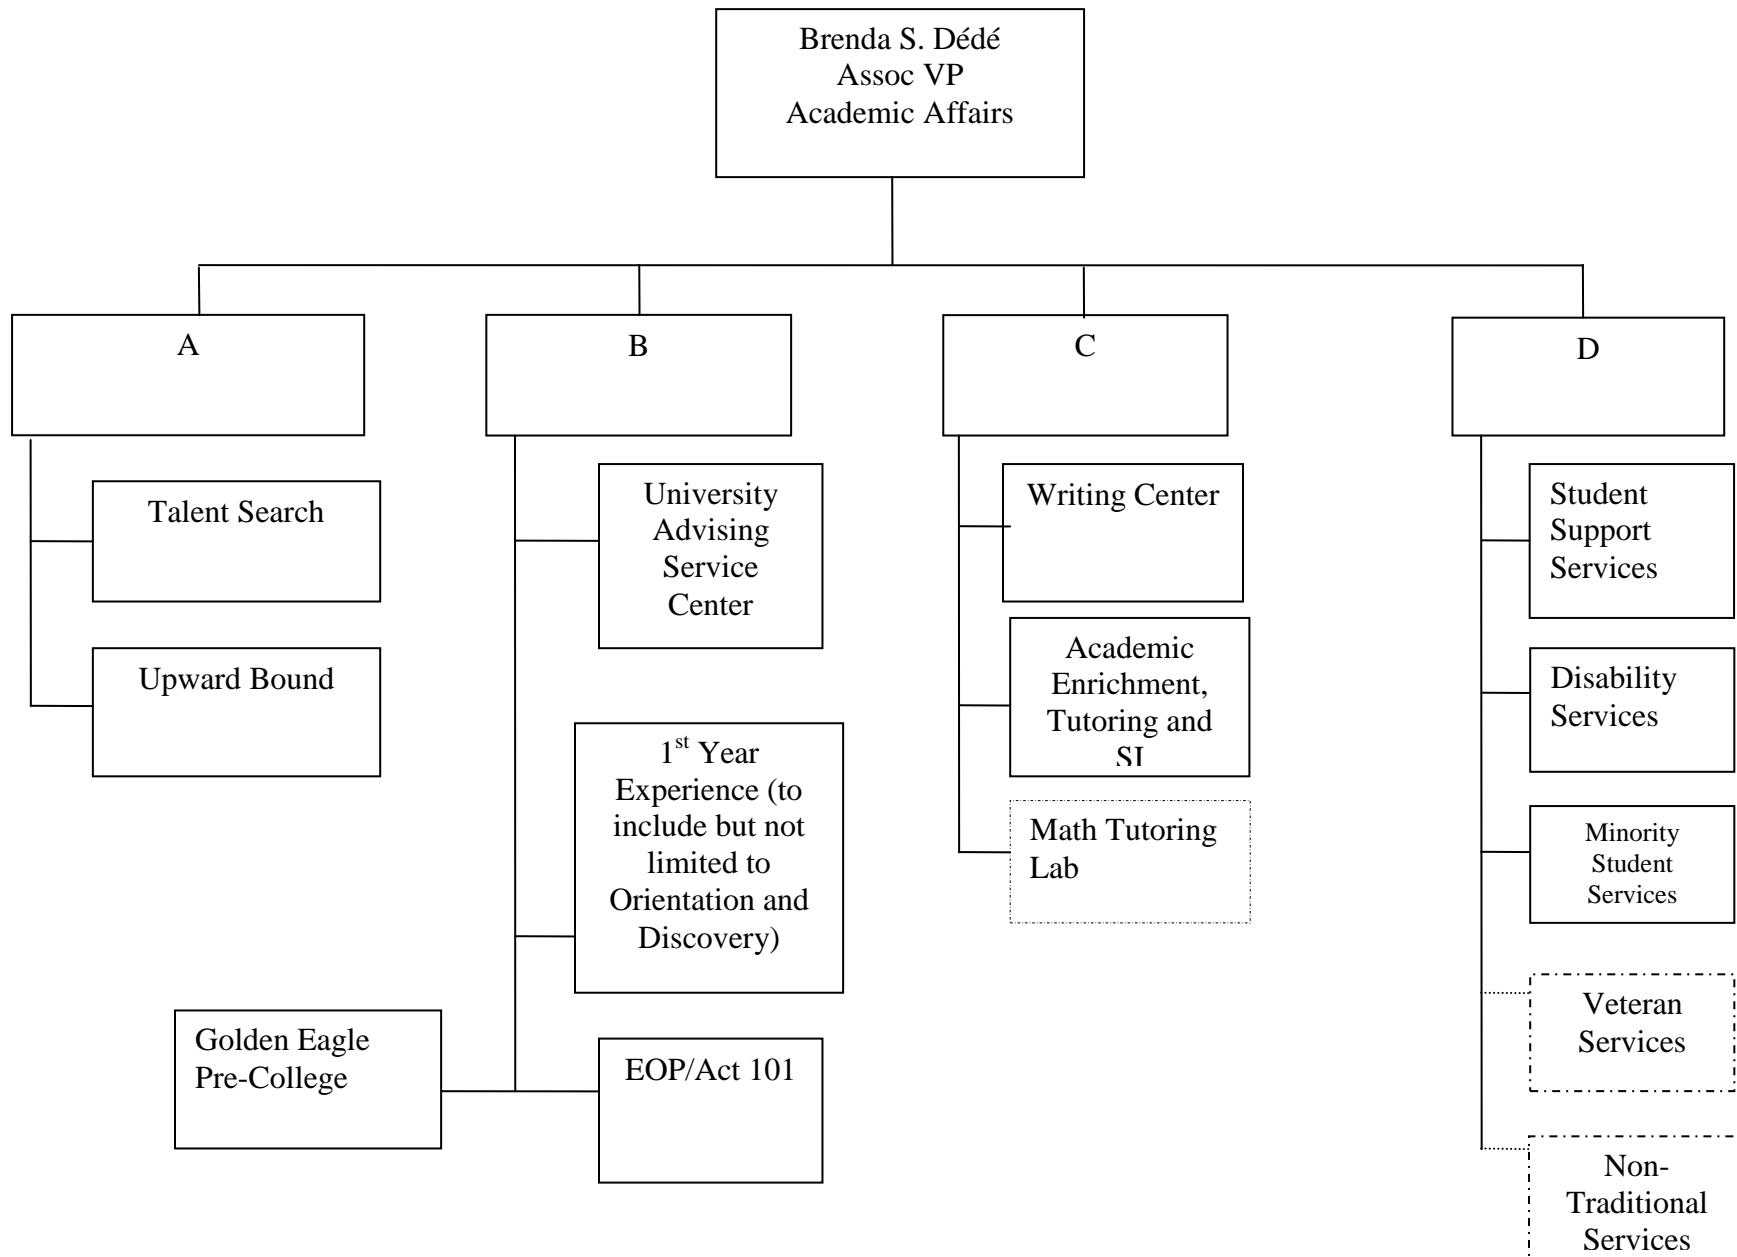 Brenda S. Dédé
Assoc VP
Academic Affairs
A
B
C
D
Talent Search
Upward Bound
University
Advising
Service
Center
1st Year
Experience (to
include but not
limited to
Orientation and
Discovery)
Golden Eagle
Pre-College
EOP/Act 101
Writing Center
Academic
Enrichment,
Tutoring and
SI
Math Tutoring
Lab
Student
Support
Services
Disability
Services
Minority
Student
Services
Veteran
Services
Non-
Traditional
Services